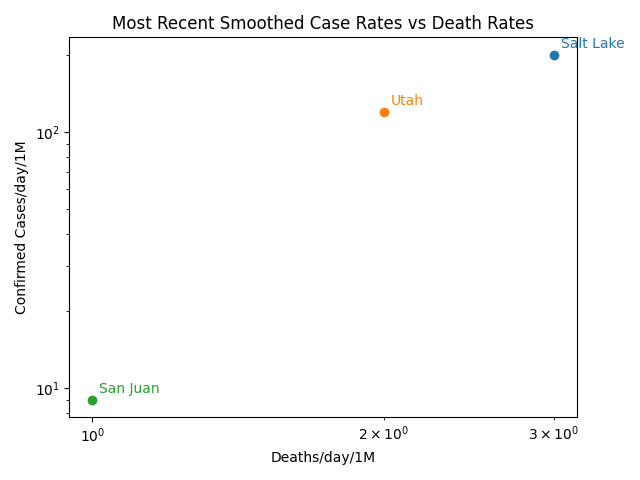 Most Recent Smoothed Case Rates vs Death Rates
Salt Lake
Utah
10²
Confirmed Cases/day/1M
10¹
San Juan
10⁰
2 × 10⁰
3 × 10⁰
Deaths/day/1M